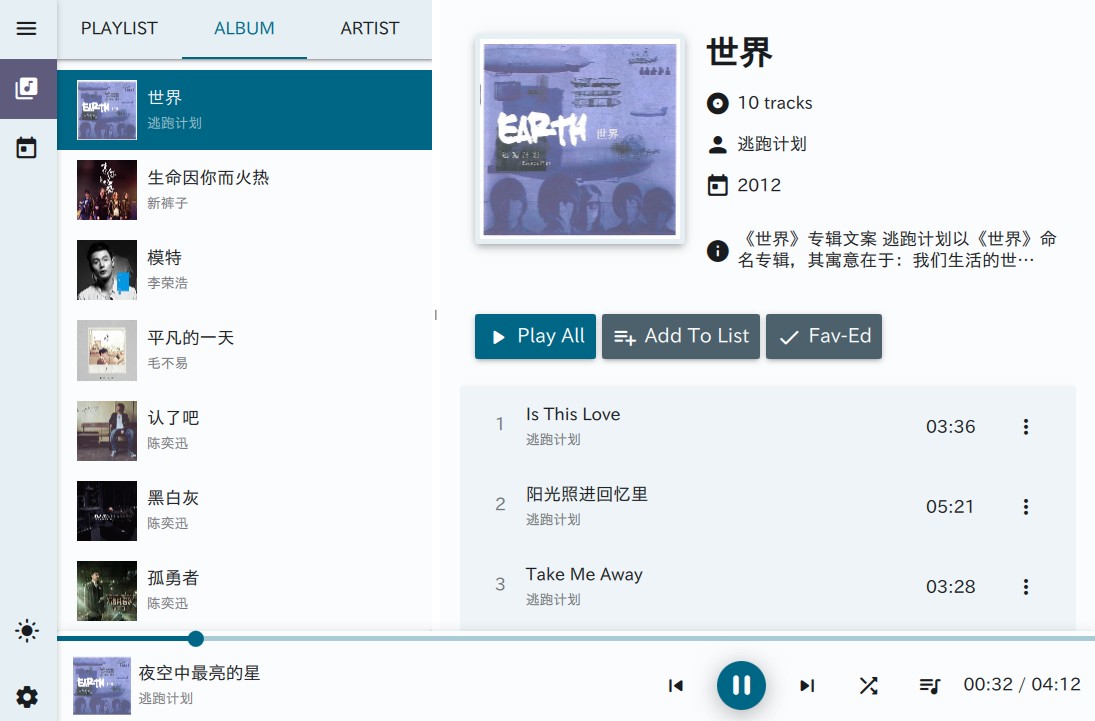 PLAYLIST ALBUM ARTIST
世界
逃跑计划
生命因你而火热
新裤子
模特
李荣浩
平凡的一天
毛不易
认了吧
陈奕迅
黑白灰
陈奕迅
孤勇者
陈奕迅
EARTH 世界
世界
10 tracks
逃跑计划
2012
《世界》专辑文案 逃跑计划以《世界》命
名专辑，其寓意在于：我们生活的世…
Play All
Add To List
Fav-Ed
1 Is This Love 03:36
逃跑计划
2 阳光照进回忆里 05:21
逃跑计划
3 Take Me Away 03:28
逃跑计划
夜空中最亮的星
逃跑计划
00:32 / 04:12